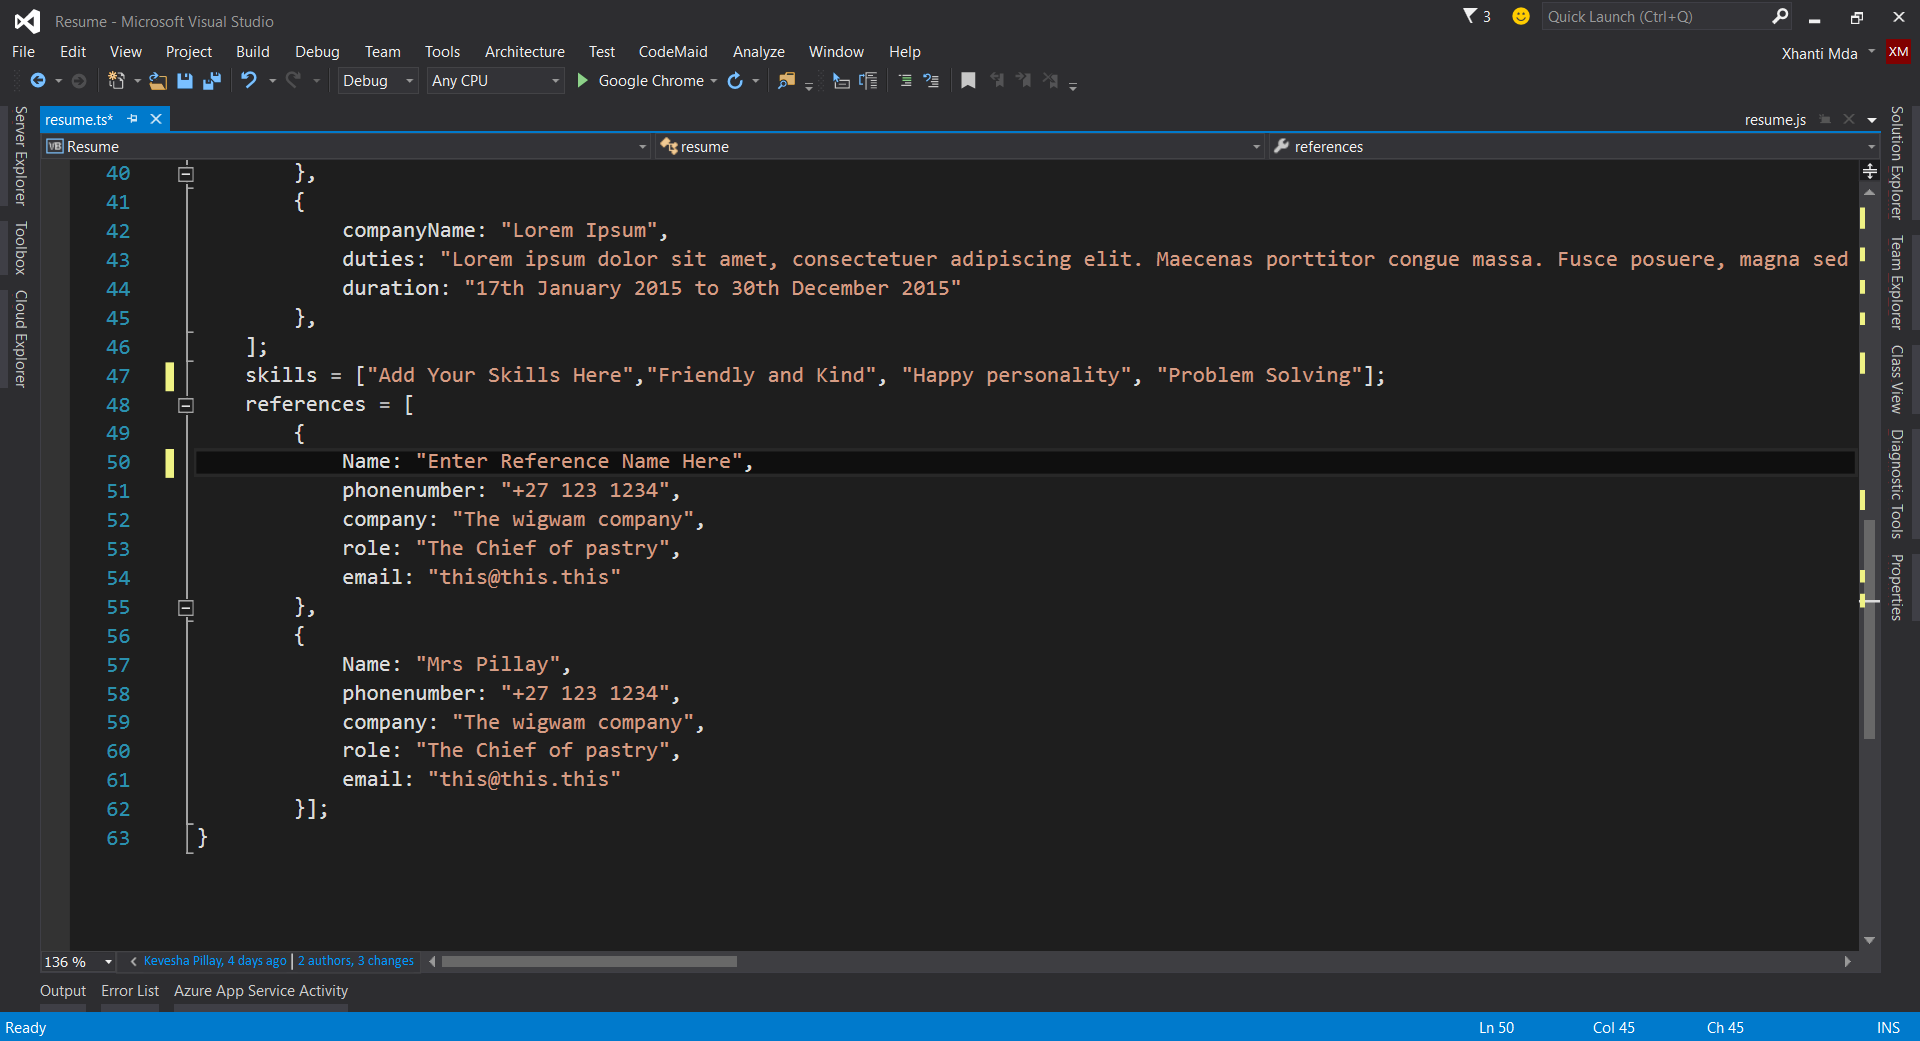 Resume - Microsoft Visual Studio
3
Quick Launch (Ctrl+Q)
File Edit View Project Build Debug Team Tools Architecture Test CodeMaid Analyze Window Help
Xhanti Mda XM
Debug Any CPU Google Chrome
Server Explorer
Toolbox
Cloud Explorer
resume.ts*
resume.js
VB Resume
resume
references
40 },
41 {
42 companyName: "Lorem Ipsum",
43 duties: "Lorem ipsum dolor sit amet, consectetuer adipiscing elit. Maecenas porttitor congue massa. Fusce posuere, magna sed
44 duration: "17th January 2015 to 30th December 2015"
45 },
46 ];
47 skills = ["Add Your Skills Here","Friendly and Kind", "Happy personality", "Problem Solving"];
48 references = [
49 {
50 Name: "Enter Reference Name Here",
51 phonenumber: "+27 123 1234",
52 company: "The wigwam company",
53 role: "The Chief of pastry",
54 email: "this@this.this"
55 },
56 {
57 Name: "Mrs Pillay",
58 phonenumber: "+27 123 1234",
59 company: "The wigwam company",
60 role: "The Chief of pastry",
61 email: "this@this.this"
62 }];
63 }
Solution Explorer
Team Explorer
Class View
Diagnostic Tools
Properties
136 % Kevesha Pillay, 4 days ago | 2 authors, 3 changes
Output Error List Azure App Service Activity
Ready Ln 50 Col 45 Ch 45 INS